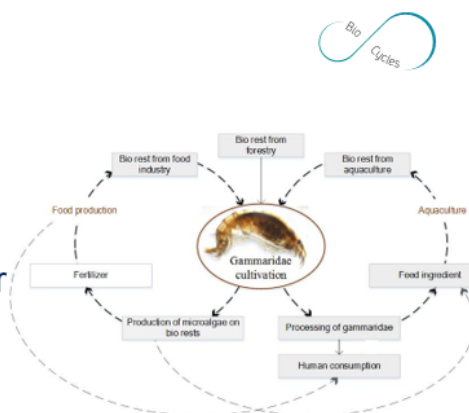 Bio
Cycles
Bio rest from
forestry
Bio rest from food
industry
Bio rest from
aquaculture
Food production
Aquaculture
Gammaridae
cultivation
r
Fertilizer
Feed ingredient
Production of microalgae on
bio rests
Processing of gammaridae
Human consumption